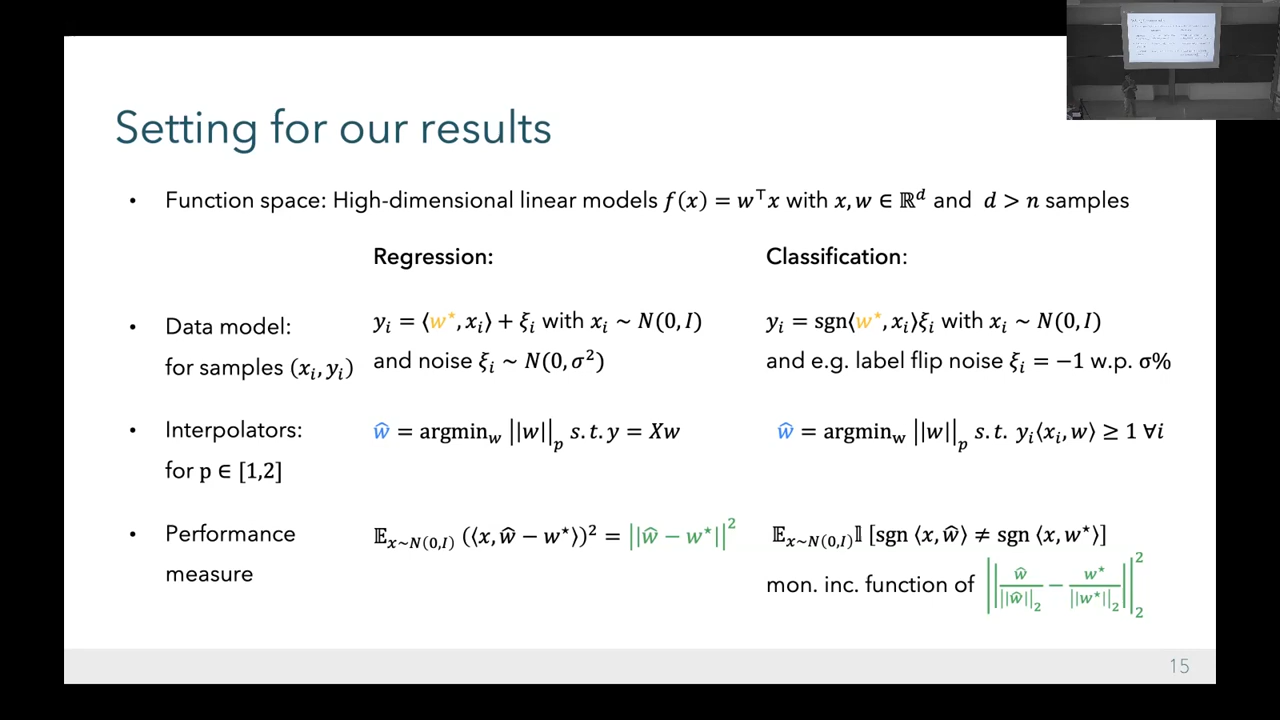 Setting for our results
• Function space: High-dimensional linear models f(x) = w⊤x with x, w ∈ ℝᵈ and d > n samples
Regression: Classification:
• Data model: yᵢ = ⟨w⋆, xᵢ⟩ + ξᵢ with xᵢ ~ N(0, I) yᵢ = sgn⟨w⋆, xᵢ⟩ξᵢ with xᵢ ~ N(0, I)
for samples (xᵢ, yᵢ) and noise ξᵢ ~ N(0, σ²) and e.g. label flip noise ξᵢ = −1 w.p. σ%
• Interpolators: ŵ = argmin_w ||w||_p s.t. y = Xw ŵ = argmin_w ||w||_p s.t. yᵢ⟨xᵢ, w⟩ ≥ 1 ∀i
for p ∈ [1,2]
• Performance 𝔼_{x~N(0,I)} (⟨x, ŵ − w⋆⟩)² = ||ŵ − w⋆||² 𝔼_{x~N(0,I)} 𝕀 [sgn ⟨x, ŵ⟩ ≠ sgn ⟨x, w⋆⟩]
measure mon. inc. function of ||ŵ/||ŵ||₂ − w⋆/||w⋆||₂||₂²
15